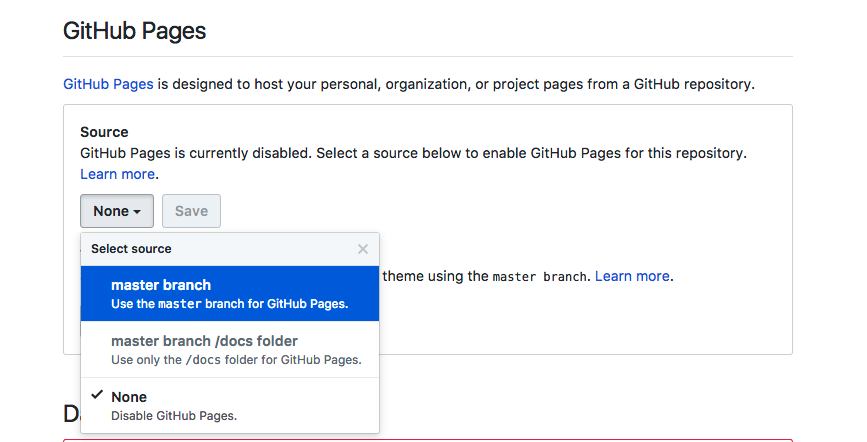 GitHub Pages
GitHub Pages is designed to host your personal, organization, or project pages from a GitHub repository.
Source
GitHub Pages is currently disabled. Select a source below to enable GitHub Pages for this repository.
Learn more.
None
Save
Select source
master branch
Use the master branch for GitHub Pages.
theme using the master branch. Learn more.
master branch /docs folder
Use only the /docs folder for GitHub Pages.
None
Disable GitHub Pages.